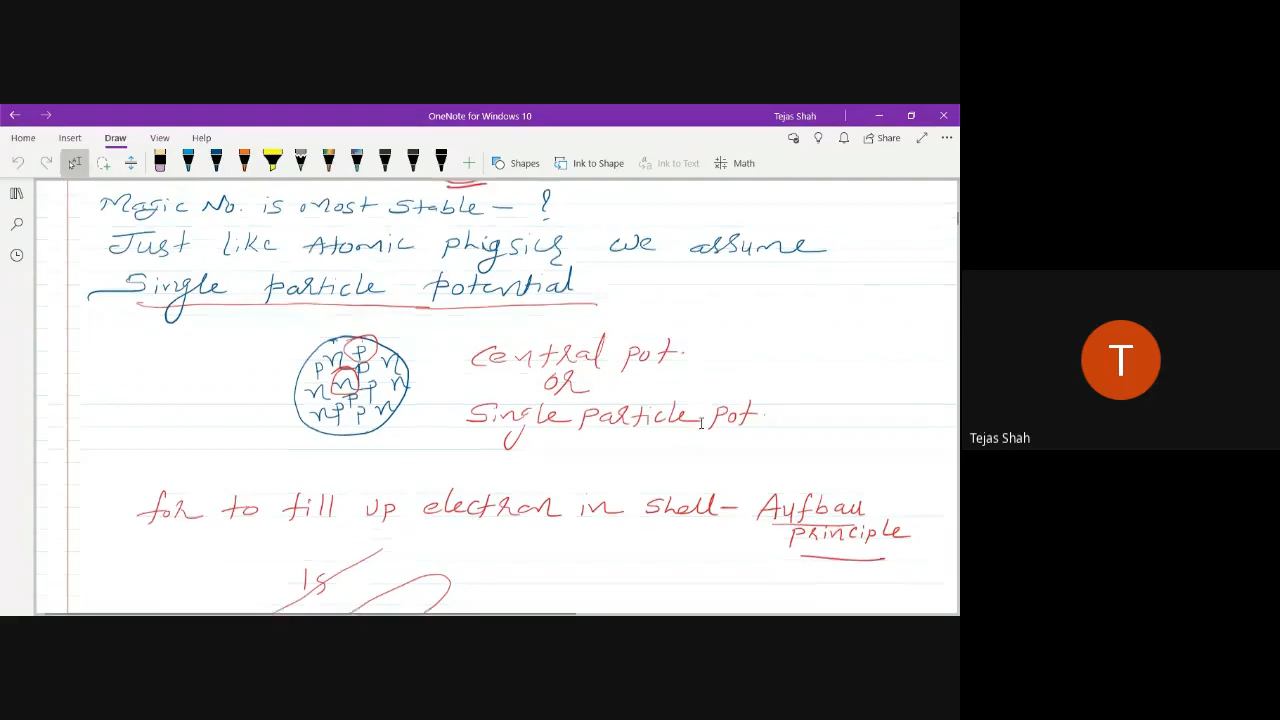 OneNote for Windows 10
Tejas Shah
Home Insert Draw View Help
Share
Shapes Ink to Shape Ink to Text Math
Magic No. is most stable - ?
Just like Atomic phigsics we assume
Single particle potential
p n p n
n n p p n
n p p p n
Central pot.
or
Single particle pot.
for to fill up electron in shell - Aufbau
principle
1s
T
Tejas Shah